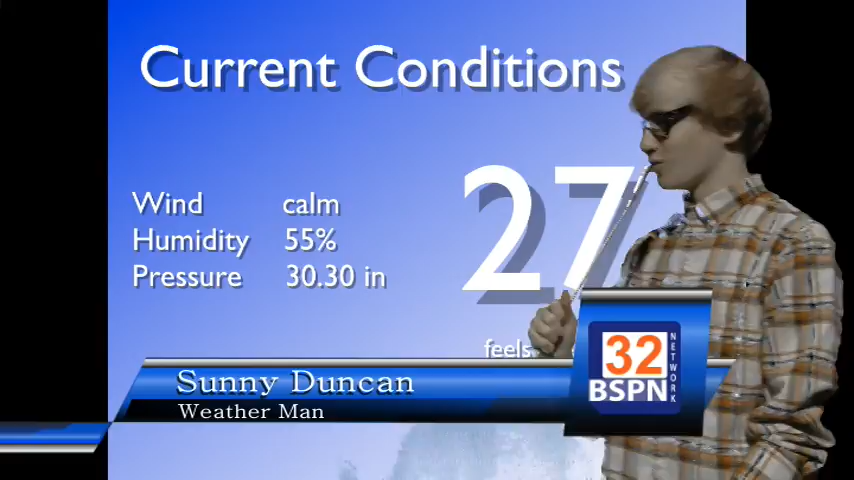 Current Conditions
Wind calm
Humidity 55%
Pressure 30.30 in
27
feels
Sunny Duncan
Weather Man
32
BSPN
NETWORK